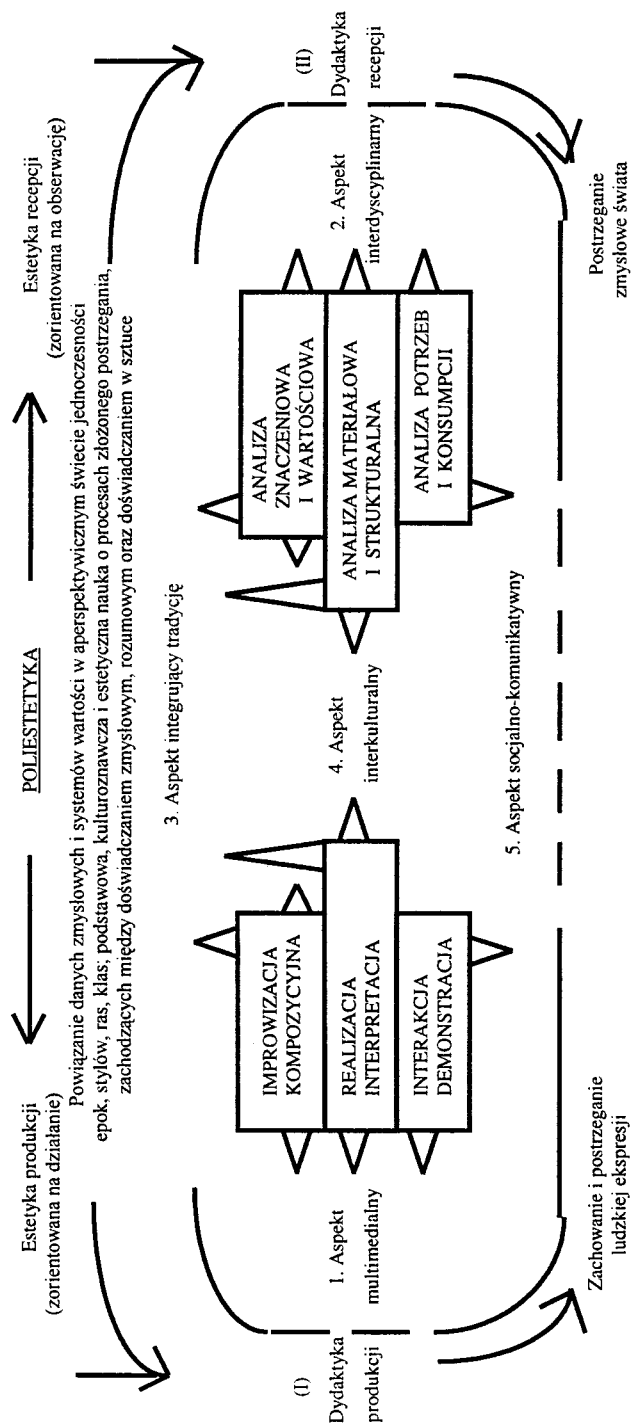 POLIESTETYKA
Estetyka produkcji
(zorientowana na działanie)
Estetyka recepcji
(zorientowana na obserwację)
Powiązanie danych zmysłowych i systemów wartości w aperspektywicznym świecie jednoczesności
epok, stylów, ras, klas; podstawowa, kulturoznawcza i estetyczna nauka o procesach złożonego postrzegania,
zachodzących między doświadczaniem zmysłowym, rozumowym oraz doświadczaniem w sztuce
3. Aspekt integrujący tradycję
(I)
Dydaktyka
produkcji
1. Aspekt
multimedialny
IMPROWIZACJA
KOMPOZYCYJNA
REALIZACJA
INTERPRETACJA
INTERAKCJA
DEMONSTRACJA
4. Aspekt
interkulturalny
ANALIZA
ZNACZENIOWA
I WARTOŚCIOWA
ANALIZA MATERIAŁOWA
I STRUKTURALNA
ANALIZA POTRZEB
I KONSUMPCJI
2. Aspekt
interdyscyplinarny
(II)
Dydaktyka
recepcji
5. Aspekt socjalno-komunikatywny
Zachowanie i postrzeganie
ludzkiej ekspresji
Postrzeganie
zmysłowe świata